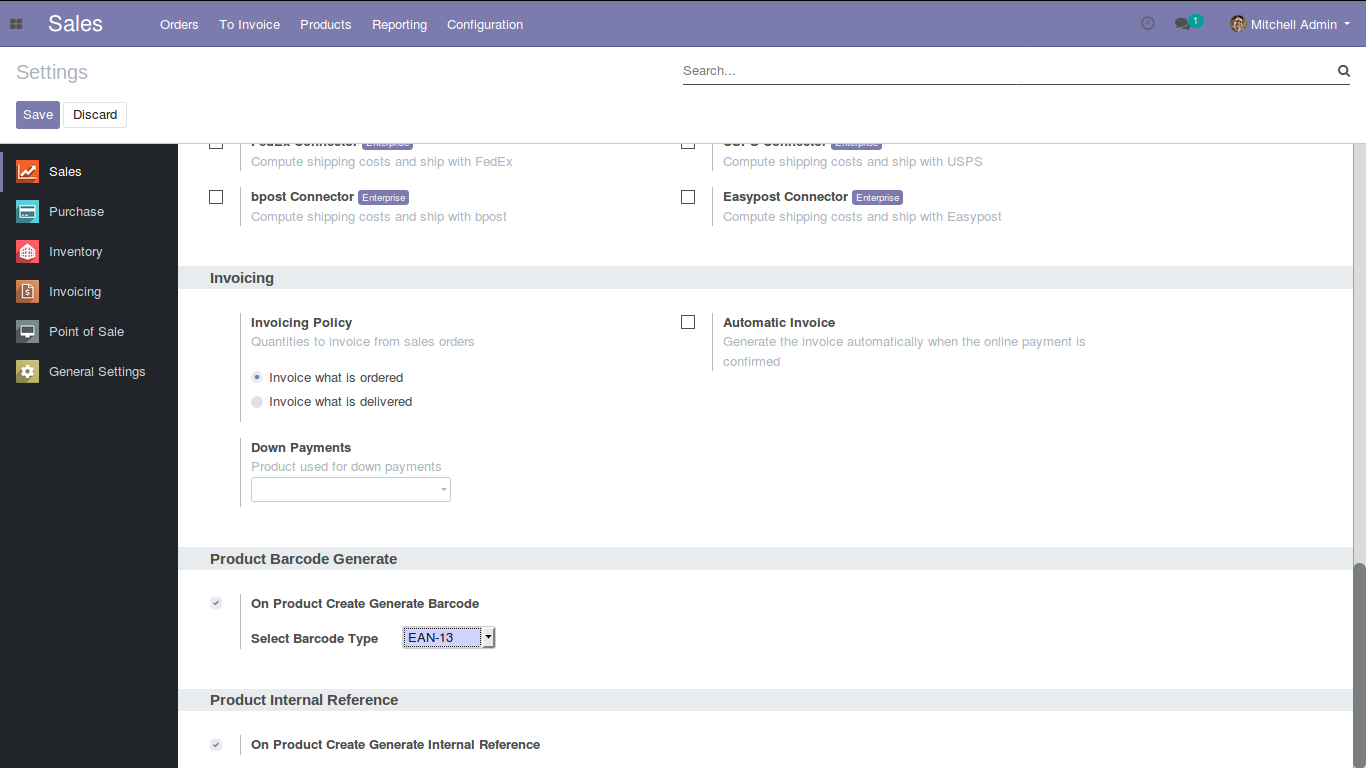 Sales Orders To Invoice Products Reporting Configuration 1 Mitchell Admin
Settings Search...
Save Discard
Sales
Purchase
Inventory
Invoicing
Point of Sale
General Settings
FedEx Connector Enterprise USPS Connector Enterprise
Compute shipping costs and ship with FedEx Compute shipping costs and ship with USPS
bpost Connector Enterprise Easypost Connector Enterprise
Compute shipping costs and ship with bpost Compute shipping costs and ship with Easypost
Invoicing
Invoicing Policy
Quantities to invoice from sales orders
Invoice what is ordered
Invoice what is delivered
Automatic Invoice
Generate the invoice automatically when the online payment is
confirmed
Down Payments
Product used for down payments
Product Barcode Generate
On Product Create Generate Barcode
Select Barcode Type EAN-13
Product Internal Reference
On Product Create Generate Internal Reference